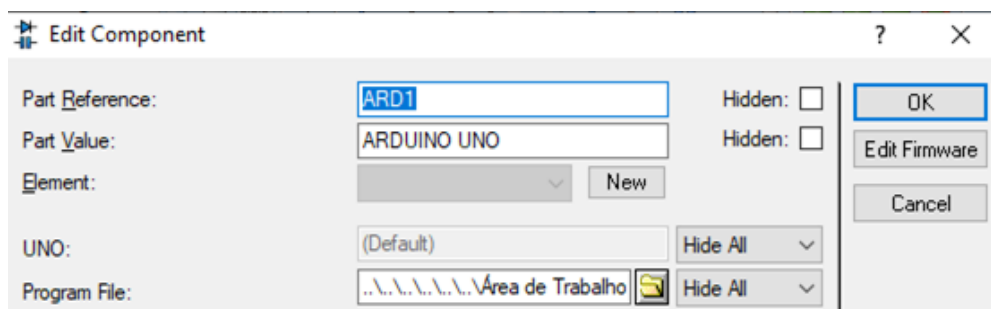 Edit Component ? ×
Part Reference: ARD1 Hidden: OK
Part Value: ARDUINO UNO Hidden: Edit Firmware
Element: New Cancel
UNO: (Default) Hide All
Program File: ..\..\..\..\..\..\Área de Trabalho Hide All